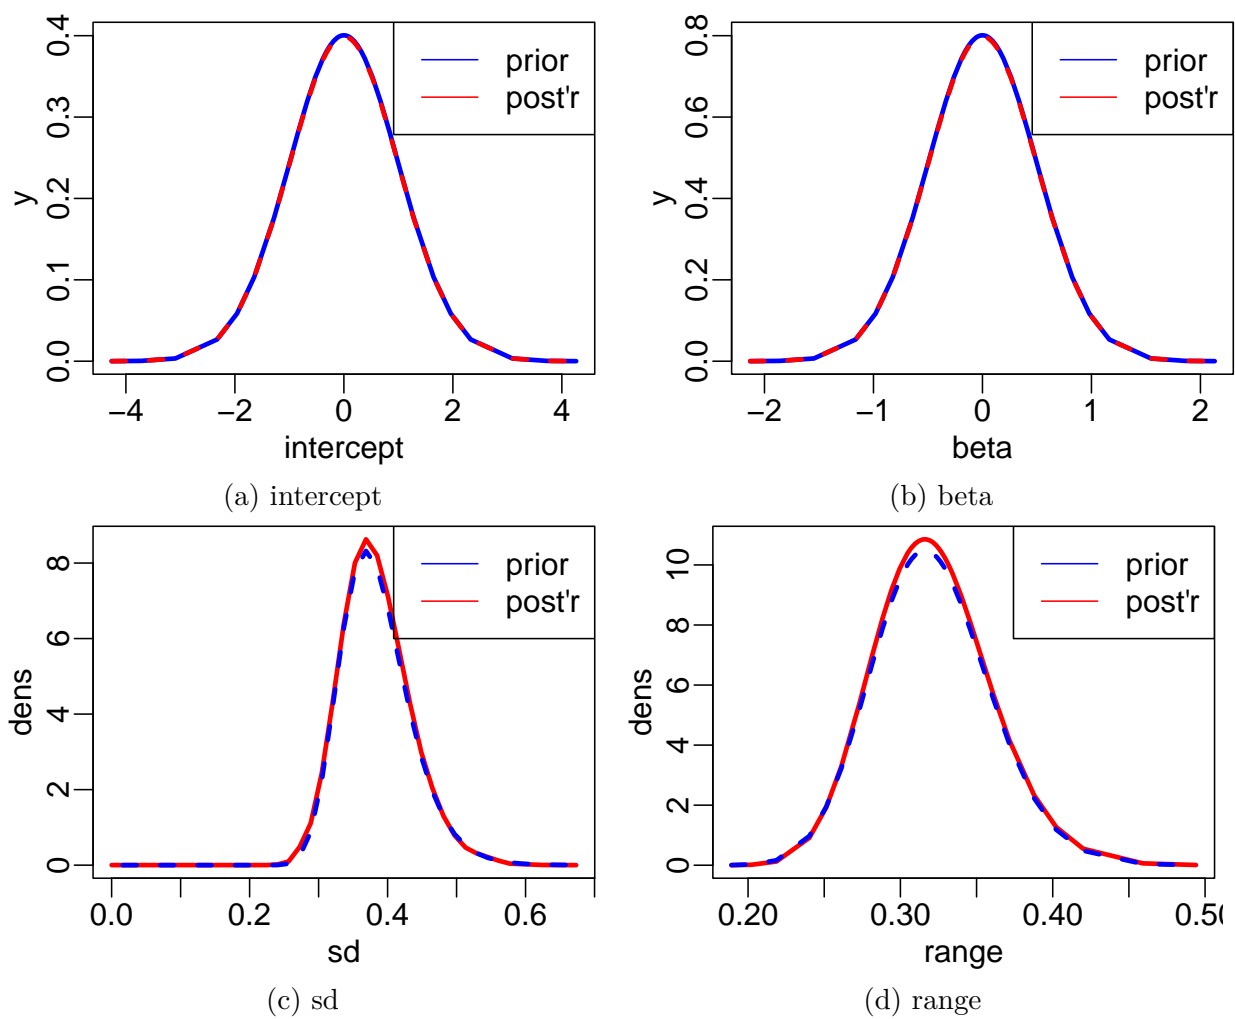 0.4
0.3
0.2
0.1
0.0
y
prior
post'r
−4 −2 0 2 4
intercept
(a) intercept
0.8
0.6
0.4
0.2
0.0
y
prior
post'r
−2 −1 0 1 2
beta
(b) beta
8
6
4
2
0
dens
prior
post'r
0.0 0.2 0.4 0.6
sd
(c) sd
10
8
6
4
2
0
dens
prior
post'r
0.20 0.30 0.40 0.50
range
(d) range